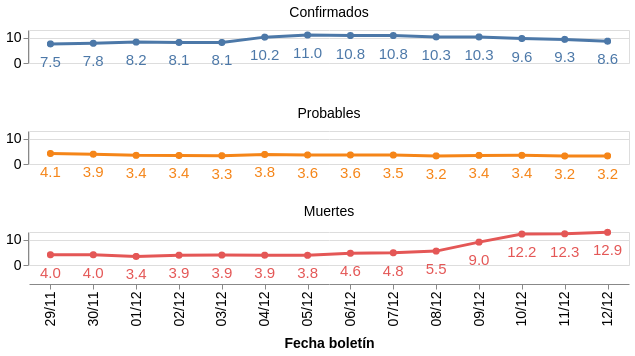 Confirmados
10
0
7.5 7.8 8.2 8.1 8.1 10.2 11.0 10.8 10.8 10.3 10.3 9.6 9.3 8.6
Probables
10
0
4.1 3.9 3.4 3.4 3.3 3.8 3.6 3.6 3.5 3.2 3.4 3.4 3.2 3.2
Muertes
10
0
4.0 4.0 3.4 3.9 3.9 3.9 3.8 4.6 4.8 5.5 9.0 12.2 12.3 12.9
29/11 30/11 01/12 02/12 03/12 04/12 05/12 06/12 07/12 08/12 09/12 10/12 11/12 12/12
Fecha boletín